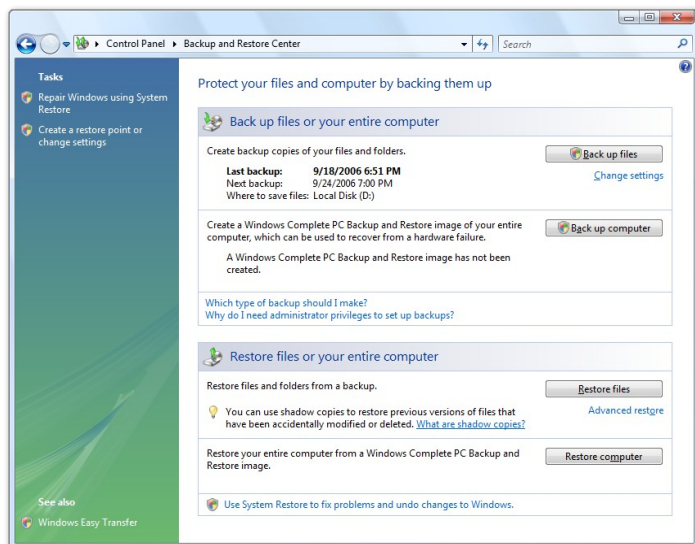 Control Panel
Backup and Restore Center
Search
Tasks
Repair Windows using System
Restore
Create a restore point or
change settings
Protect your files and computer by backing them up
Back up files or your entire computer
Create backup copies of your files and folders.
Back up files
Last backup: 9/18/2006 6:51 PM
Change settings
Next backup: 9/24/2006 7:00 PM
Where to save files: Local Disk (D:)
Create a Windows Complete PC Backup and Restore image of your entire
computer, which can be used to recover from a hardware failure.
Back up computer
A Windows Complete PC Backup and Restore image has not been
created.
Which type of backup should I make?
Why do I need administrator privileges to set up backups?
Restore files or your entire computer
Restore files and folders from a backup.
Restore files
You can use shadow copies to restore previous versions of files that
have been accidentally modified or deleted. What are shadow copies?
Advanced restore
Restore your entire computer from a Windows Complete PC Backup and
Restore image.
Restore computer
Use System Restore to fix problems and undo changes to Windows.
See also
Windows Easy Transfer